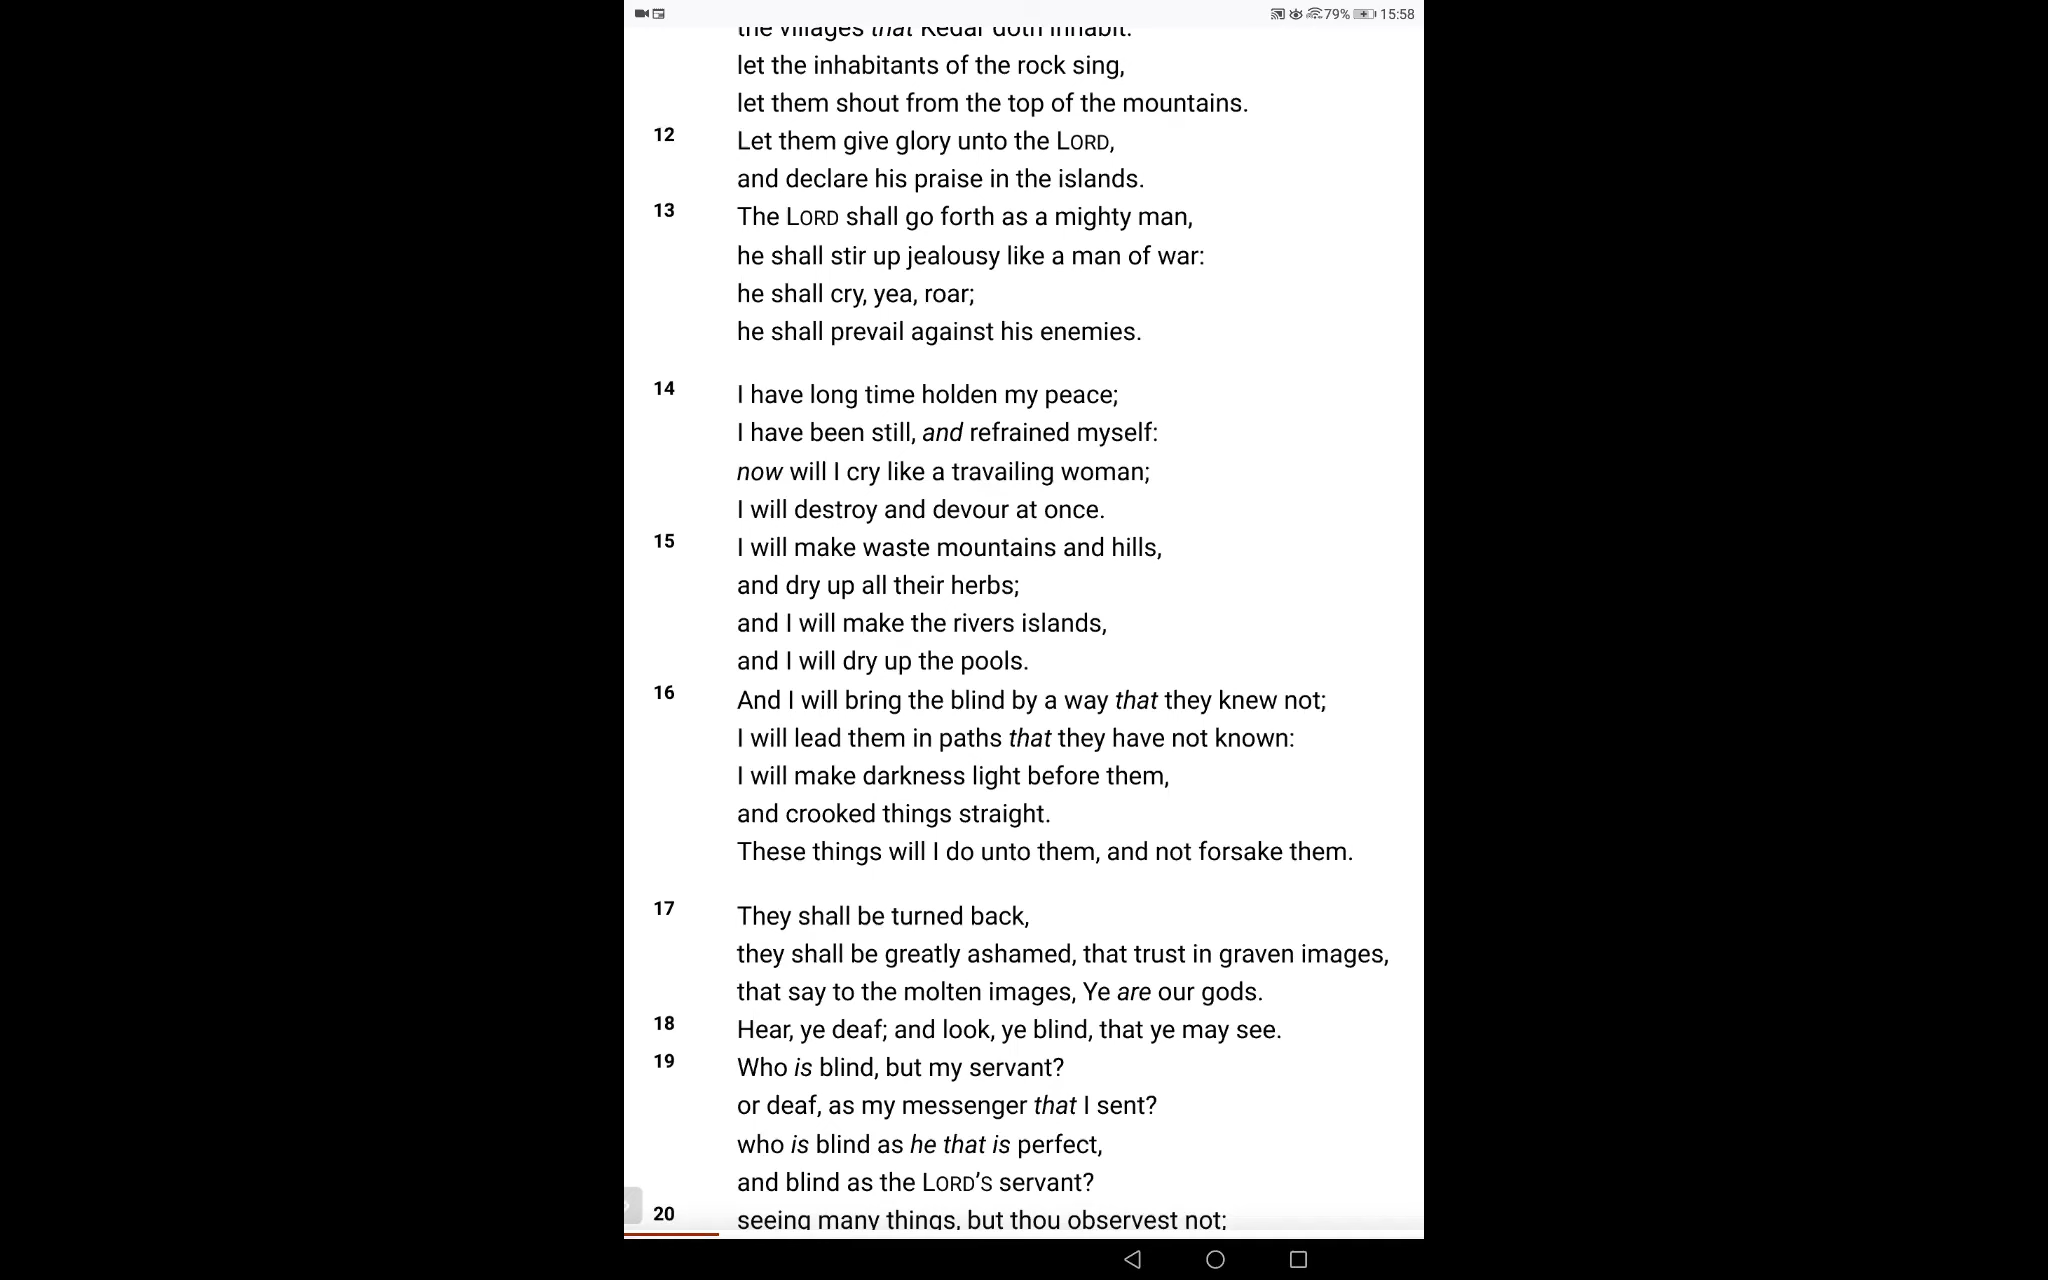 79% 15:58
the villages that Kedar doth inhabit:
let the inhabitants of the rock sing,
let them shout from the top of the mountains.
12 Let them give glory unto the LORD,
and declare his praise in the islands.
13 The LORD shall go forth as a mighty man,
he shall stir up jealousy like a man of war:
he shall cry, yea, roar;
he shall prevail against his enemies.
14 I have long time holden my peace;
I have been still, and refrained myself:
now will I cry like a travailing woman;
I will destroy and devour at once.
15 I will make waste mountains and hills,
and dry up all their herbs;
and I will make the rivers islands,
and I will dry up the pools.
16 And I will bring the blind by a way that they knew not;
I will lead them in paths that they have not known:
I will make darkness light before them,
and crooked things straight.
These things will I do unto them, and not forsake them.
17 They shall be turned back,
they shall be greatly ashamed, that trust in graven images,
that say to the molten images, Ye are our gods.
18 Hear, ye deaf; and look, ye blind, that ye may see.
19 Who is blind, but my servant?
or deaf, as my messenger that I sent?
who is blind as he that is perfect,
and blind as the LORD’S servant?
20 seeing many things, but thou observest not;